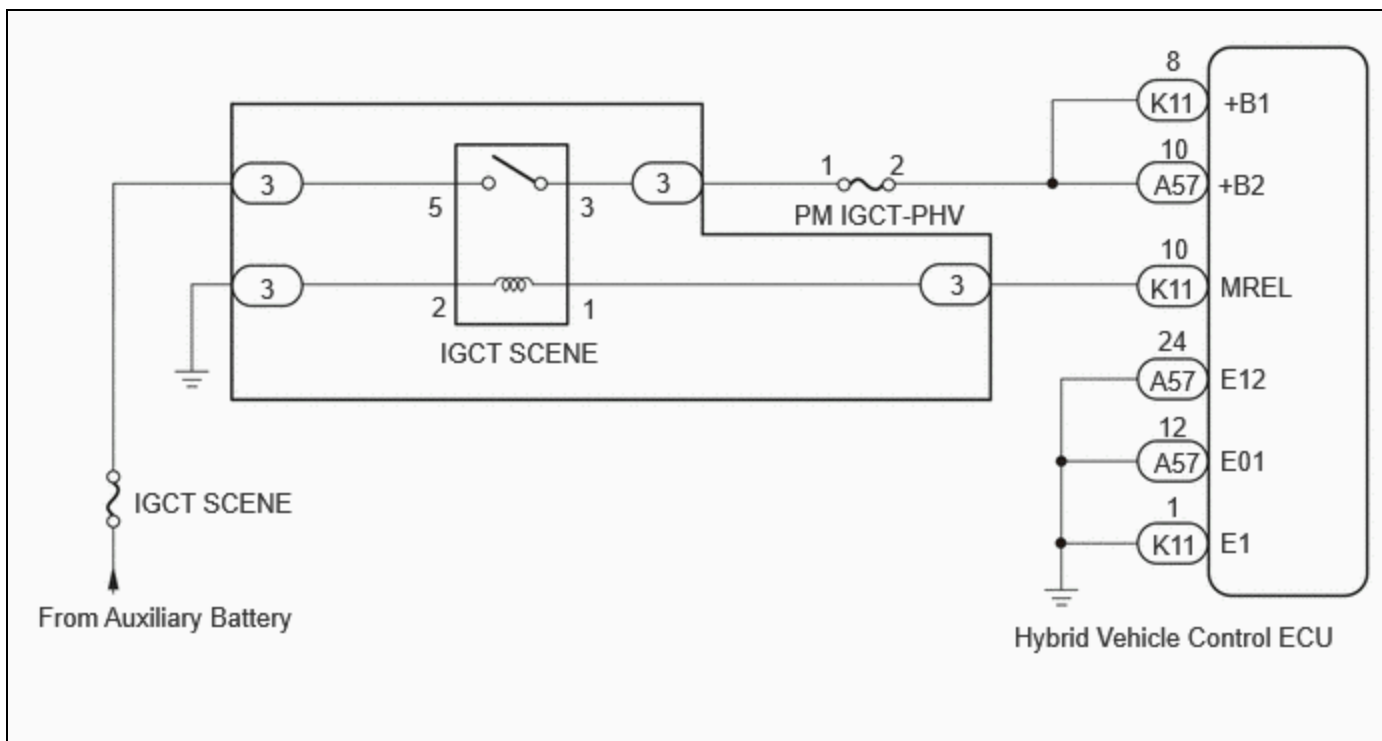 8
K11 +B1
10
3 3 1 2 A57 +B2
5 3 PM IGCT-PHV
10
3 3 K11 MREL
2 1
IGCT SCENE
24
A57 E12
12
A57 E01
IGCT SCENE
1
K11 E1
From Auxiliary Battery
Hybrid Vehicle Control ECU